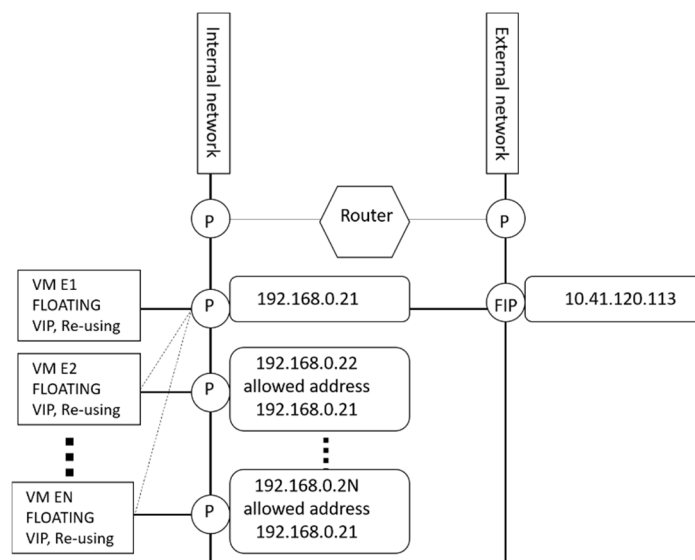 Internal network
External network
P
Router
P
VM E1
FLOATING
VIP, Re-using
P
192.168.0.21
FIP
10.41.120.113
VM E2
FLOATING
VIP, Re-using
P
192.168.0.22
allowed address
192.168.0.21
VM EN
FLOATING
VIP, Re-using
P
192.168.0.2N
allowed address
192.168.0.21